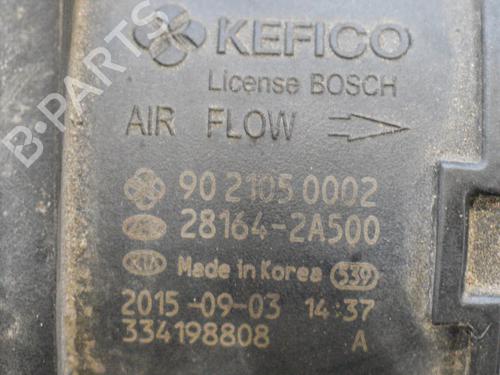 KEFICO
License BOSCH
AIR FLOW
90 2105 0002
28164-2A500
KIA Made in Korea 539
2015-09-03 14:37
334198808 A
B-PARTS